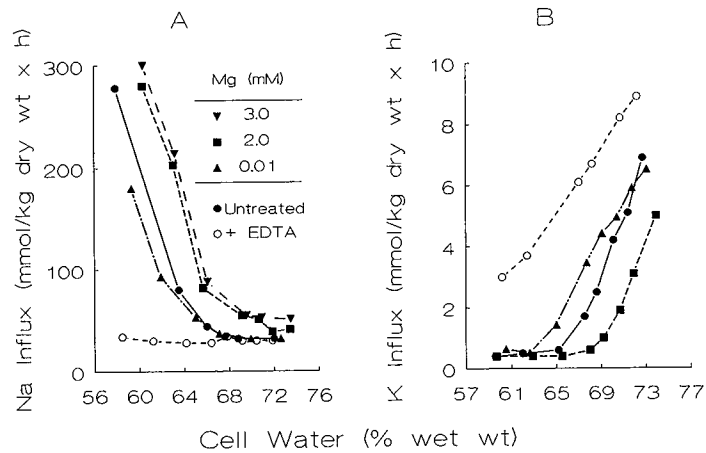 A
B
Na Influx (mmol/kg dry wt x h)
300
200
100
0
56 60 64 68 72 76
Mg (mM)
3.0
2.0
0.01
Untreated
+ EDTA
K Influx (mmol/kg dry wt x h)
10
8
6
4
2
0
57 61 65 69 73 77
Cell Water (% wet wt)